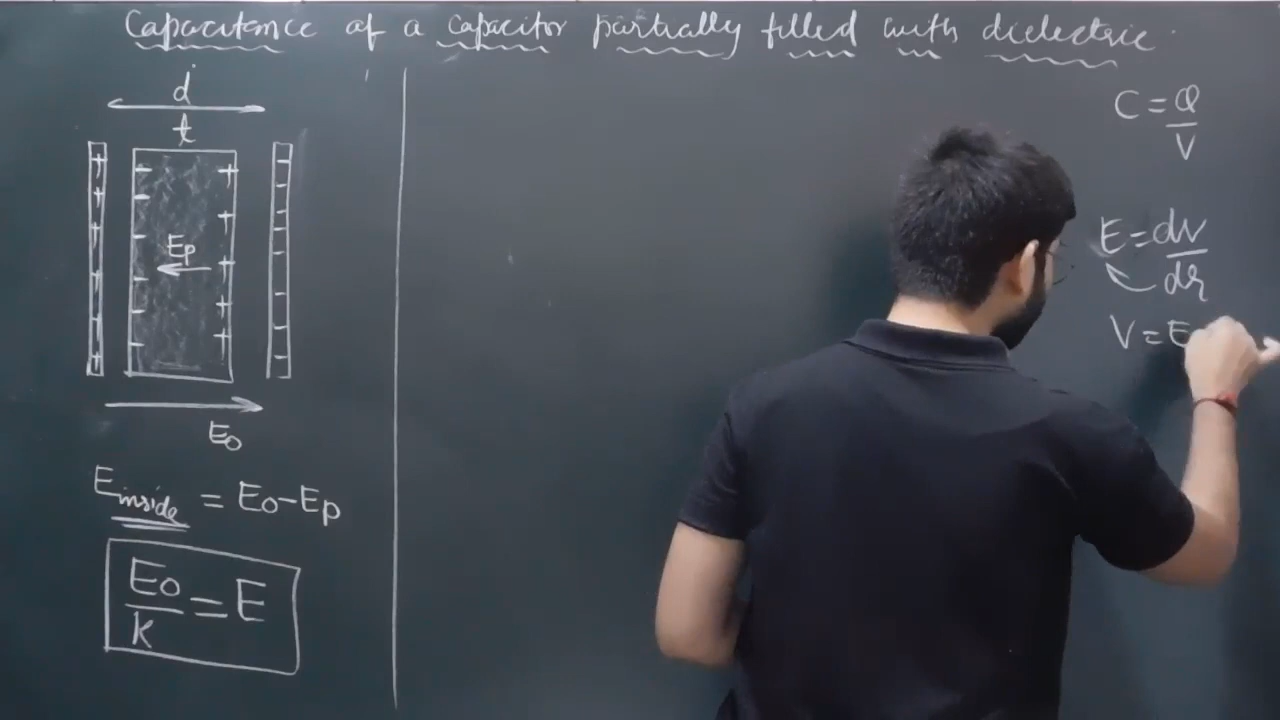 Capacitance of a capacitor partially filled with dielectric.
d
t
+ - + -
+ - + -
+ - + -
+ - + -
+ - + -
+ - + -
Ep
E0
Einside = E0-Ep
E0/K = E
C = Q/V
E = dv/dr
V = E